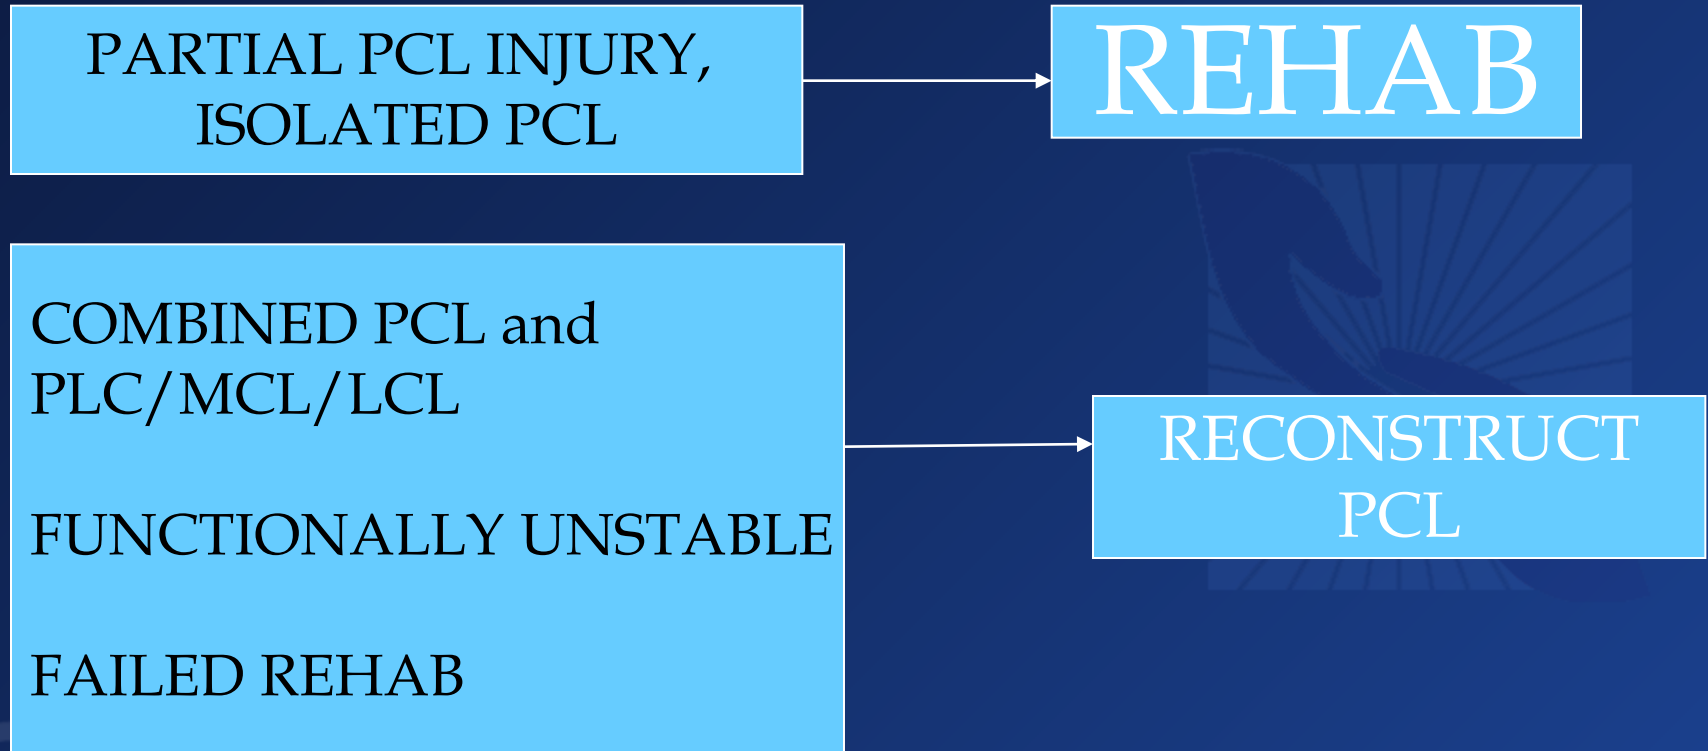 PARTIAL PCL INJURY,
ISOLATED PCL
REHAB
COMBINED PCL and
PLC/MCL/LCL
FUNCTIONALLY UNSTABLE
FAILED REHAB
RECONSTRUCT
PCL